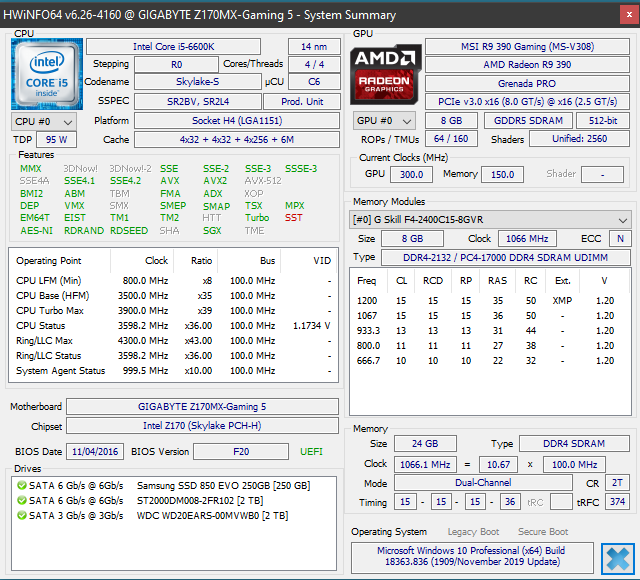 HWiNFO64 v6.26-4160 @ GIGABYTE Z170MX-Gaming 5 - System Summary
CPU
intel inside CORE i5
Intel Core i5-6600K 14 nm
Stepping R0 Cores/Threads 4 / 4
Codename Skylake-S µCU C6
SSPEC SR2BV, SR2L4 Prod. Unit
CPU #0 Platform Socket H4 (LGA1151)
TDP 95 W Cache 4x32 + 4x32 + 4x256 + 6M
Features
MMX 3DNow! 3DNow!-2 SSE SSE-2 SSE-3 SSSE-3
SSE4A SSE4.1 SSE4.2 AVX AVX2 AVX-512
BMI2 ABM TBM FMA ADX XOP
DEP VMX SMX SMEP SMAP TSX MPX
EM64T EIST TM1 TM2 HTT Turbo SST
AES-NI RDRAND RDSEED SHA SGX TME
Operating Point Clock Ratio Bus VID
CPU LFM (Min) 800.0 MHz x8 100.0 MHz -
CPU Base (HFM) 3500.0 MHz x35 100.0 MHz -
CPU Turbo Max 3900.0 MHz x39 100.0 MHz -
CPU Status 3598.2 MHz x36.00 100.0 MHz 1.1734 V
Ring/LLC Max 4300.0 MHz x43.00 100.0 MHz -
Ring/LLC Status 3598.2 MHz x36.00 100.0 MHz -
System Agent Status 999.5 MHz x10.00 100.0 MHz -
Motherboard GIGABYTE Z170MX-Gaming 5
Chipset Intel Z170 (Skylake PCH-H)
BIOS Date 11/04/2016 BIOS Version F20 UEFI
Drives
SATA 6 Gb/s @ 6Gb/s Samsung SSD 850 EVO 250GB [250 GB]
SATA 6 Gb/s @ 6Gb/s ST2000DM008-2FR102 [2 TB]
SATA 3 Gb/s @ 3Gb/s WDC WD20EARS-00MVWB0 [2 TB]
GPU
AMD RADEON GRAPHICS
MSI R9 390 Gaming (MS-V308)
AMD Radeon R9 390
Grenada PRO
PCIe v3.0 x16 (8.0 GT/s) @ x16 (2.5 GT/s)
GPU #0 8 GB GDDR5 SDRAM 512-bit
ROPs / TMUs 64 / 160 Shaders Unified: 2560
Current Clocks (MHz)
GPU 300.0 Memory 150.0 Shader -
Memory Modules
[#0] G Skill F4-2400C15-8GVR
Size 8 GB Clock 1066 MHz ECC N
Type DDR4-2132 / PC4-17000 DDR4 SDRAM UDIMM
Freq CL RCD RP RAS RC Ext. V
1200 15 15 15 35 50 XMP 1.20
1067 15 15 15 36 50 - 1.20
933.3 13 13 13 31 44 - 1.20
800.0 11 11 11 27 38 - 1.20
666.7 10 10 10 22 32 - 1.20
Memory
Size 24 GB Type DDR4 SDRAM
Clock 1066.1 MHz = 10.67 x 100.0 MHz
Mode Dual-Channel CR 2T
Timing 15 - 15 - 15 - 36 tRC tRFC 374
Operating System Legacy Boot Secure Boot
Microsoft Windows 10 Professional (x64) Build
18363.836 (1909/November 2019 Update)